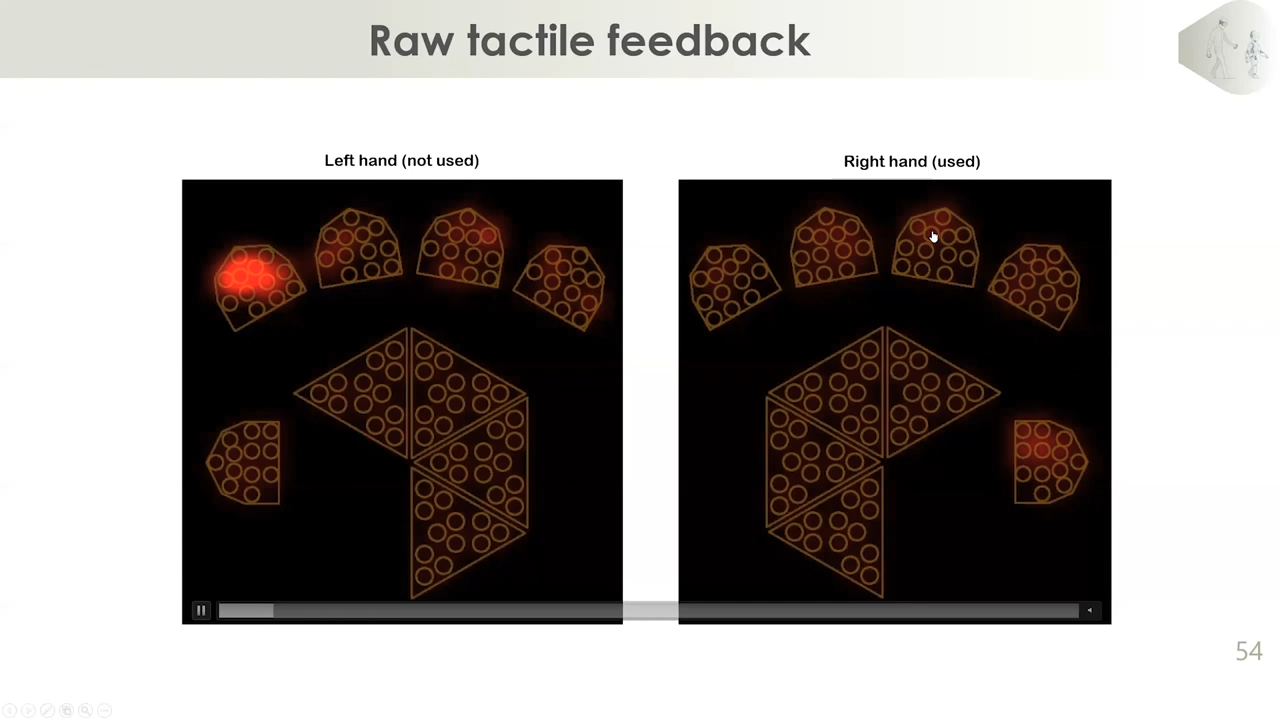 Raw tactile feedback
Left hand (not used)
Right hand (used)
54